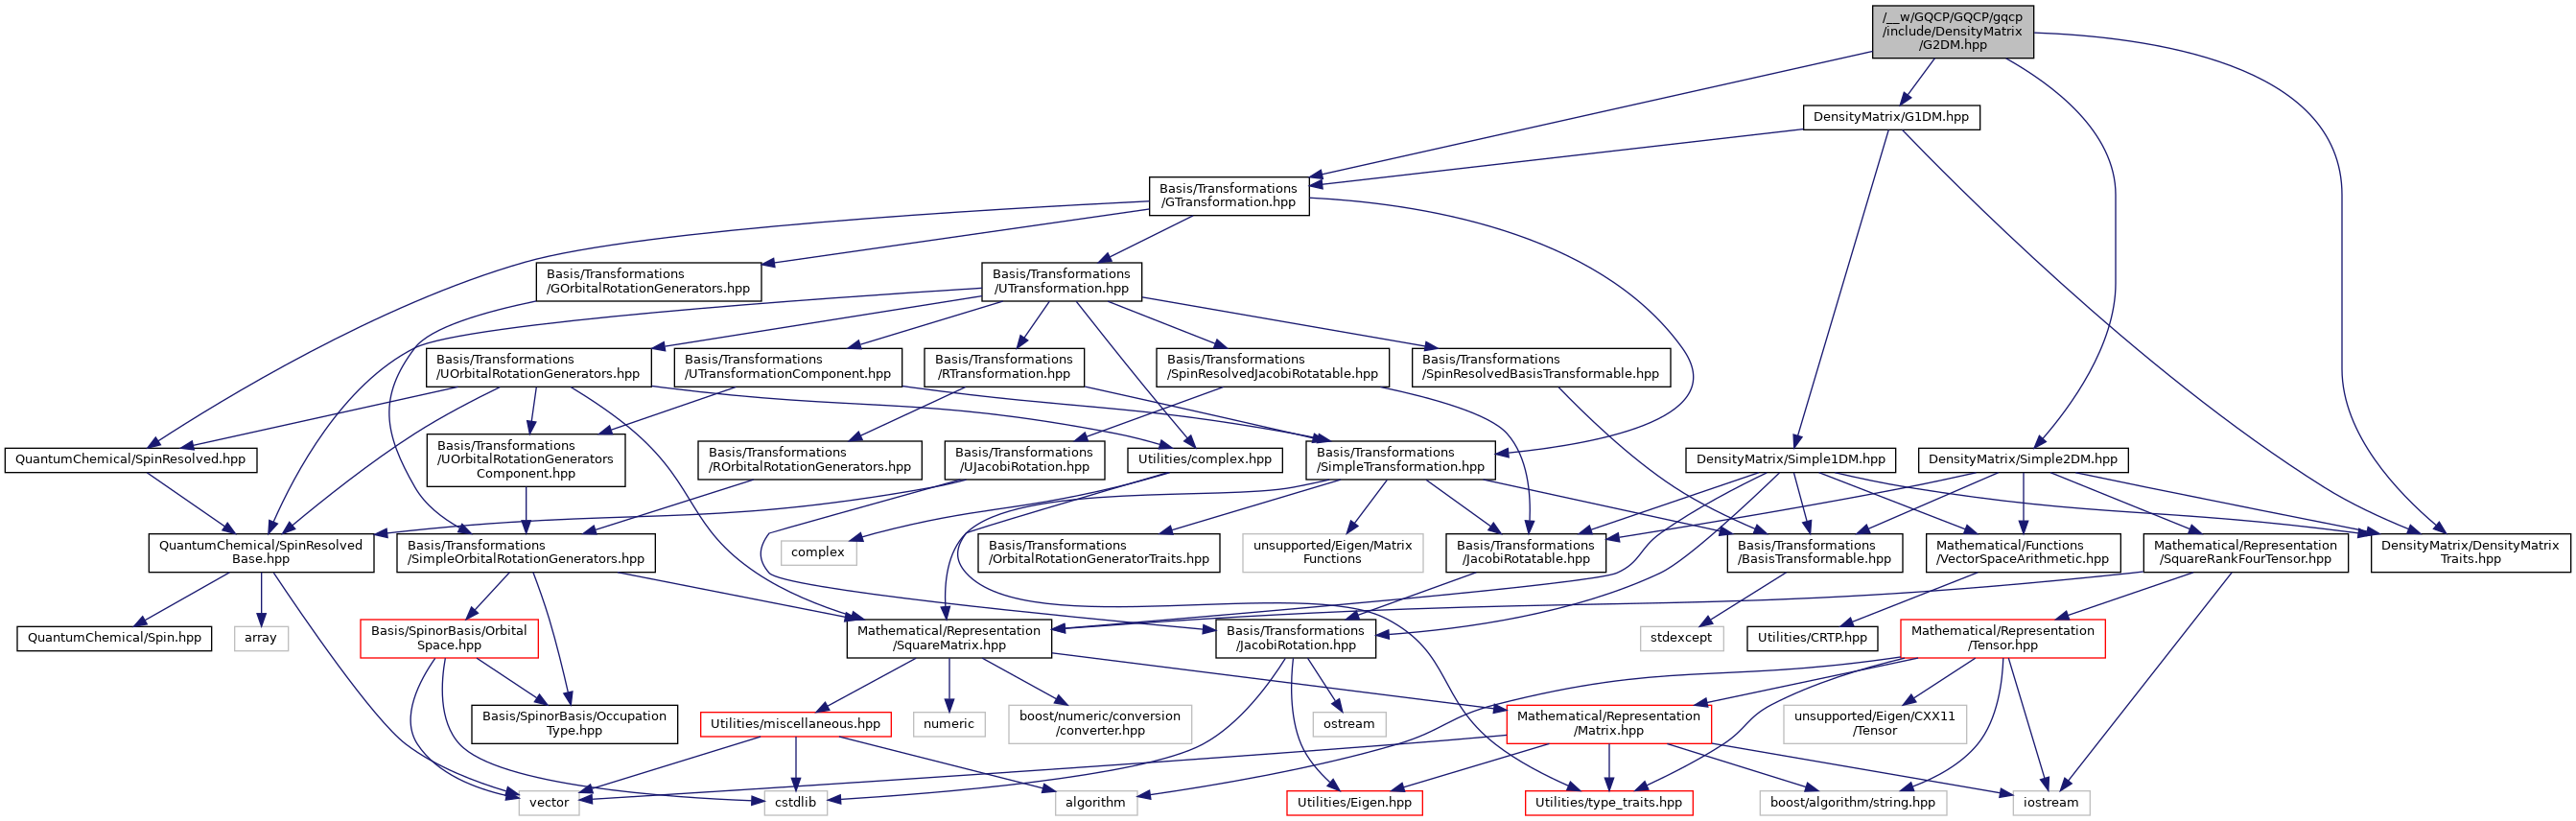 /__w/GQCP/GQCP/gqcp
/include/DensityMatrix
/G2DM.hpp
DensityMatrix/G1DM.hpp
Basis/Transformations
/GTransformation.hpp
Basis/Transformations
/GOrbitalRotationGenerators.hpp
Basis/Transformations
/UTransformation.hpp
Basis/Transformations
/UOrbitalRotationGenerators.hpp
Basis/Transformations
/UTransformationComponent.hpp
Basis/Transformations
/RTransformation.hpp
Basis/Transformations
/SpinResolvedJacobiRotatable.hpp
Basis/Transformations
/SpinResolvedBasisTransformable.hpp
QuantumChemical/SpinResolved.hpp
Basis/Transformations
/UOrbitalRotationGenerators
Component.hpp
Basis/Transformations
/ROrbitalRotationGenerators.hpp
Basis/Transformations
/UJacobiRotation.hpp
Utilities/complex.hpp
Basis/Transformations
/SimpleTransformation.hpp
DensityMatrix/Simple1DM.hpp
DensityMatrix/Simple2DM.hpp
QuantumChemical/SpinResolved
Base.hpp
Basis/Transformations
/SimpleOrbitalRotationGenerators.hpp
complex
Basis/Transformations
/OrbitalRotationGeneratorTraits.hpp
unsupported/Eigen/Matrix
Functions
Basis/Transformations
/JacobiRotatable.hpp
Basis/Transformations
/BasisTransformable.hpp
Mathematical/Functions
/VectorSpaceArithmetic.hpp
Mathematical/Representation
/SquareRankFourTensor.hpp
DensityMatrix/DensityMatrix
Traits.hpp
QuantumChemical/Spin.hpp
array
Basis/SpinorBasis/Orbital
Space.hpp
Mathematical/Representation
/SquareMatrix.hpp
Basis/Transformations
/JacobiRotation.hpp
stdexcept
Utilities/CRTP.hpp
Mathematical/Representation
/Tensor.hpp
Basis/SpinorBasis/Occupation
Type.hpp
Utilities/miscellaneous.hpp
numeric
boost/numeric/conversion
/converter.hpp
ostream
Mathematical/Representation
/Matrix.hpp
unsupported/Eigen/CXX11
/Tensor
vector
cstdlib
algorithm
Utilities/Eigen.hpp
Utilities/type_traits.hpp
boost/algorithm/string.hpp
iostream